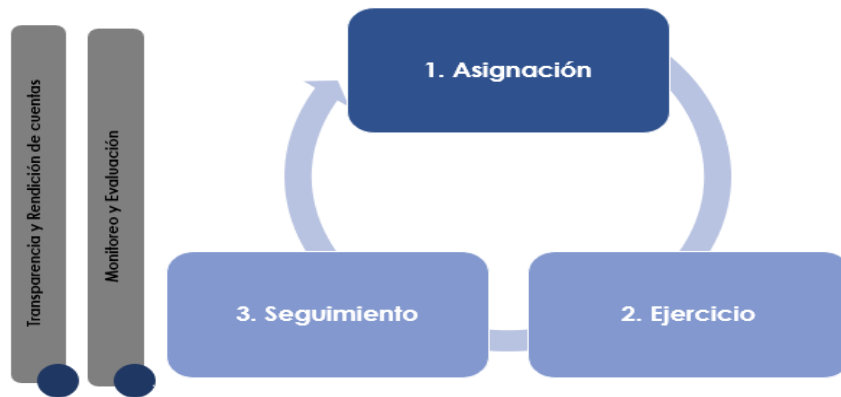 Transparencia y Rendición de cuentas
Monitoreo y Evaluación
1. Asignación
3. Seguimiento
2. Ejercicio